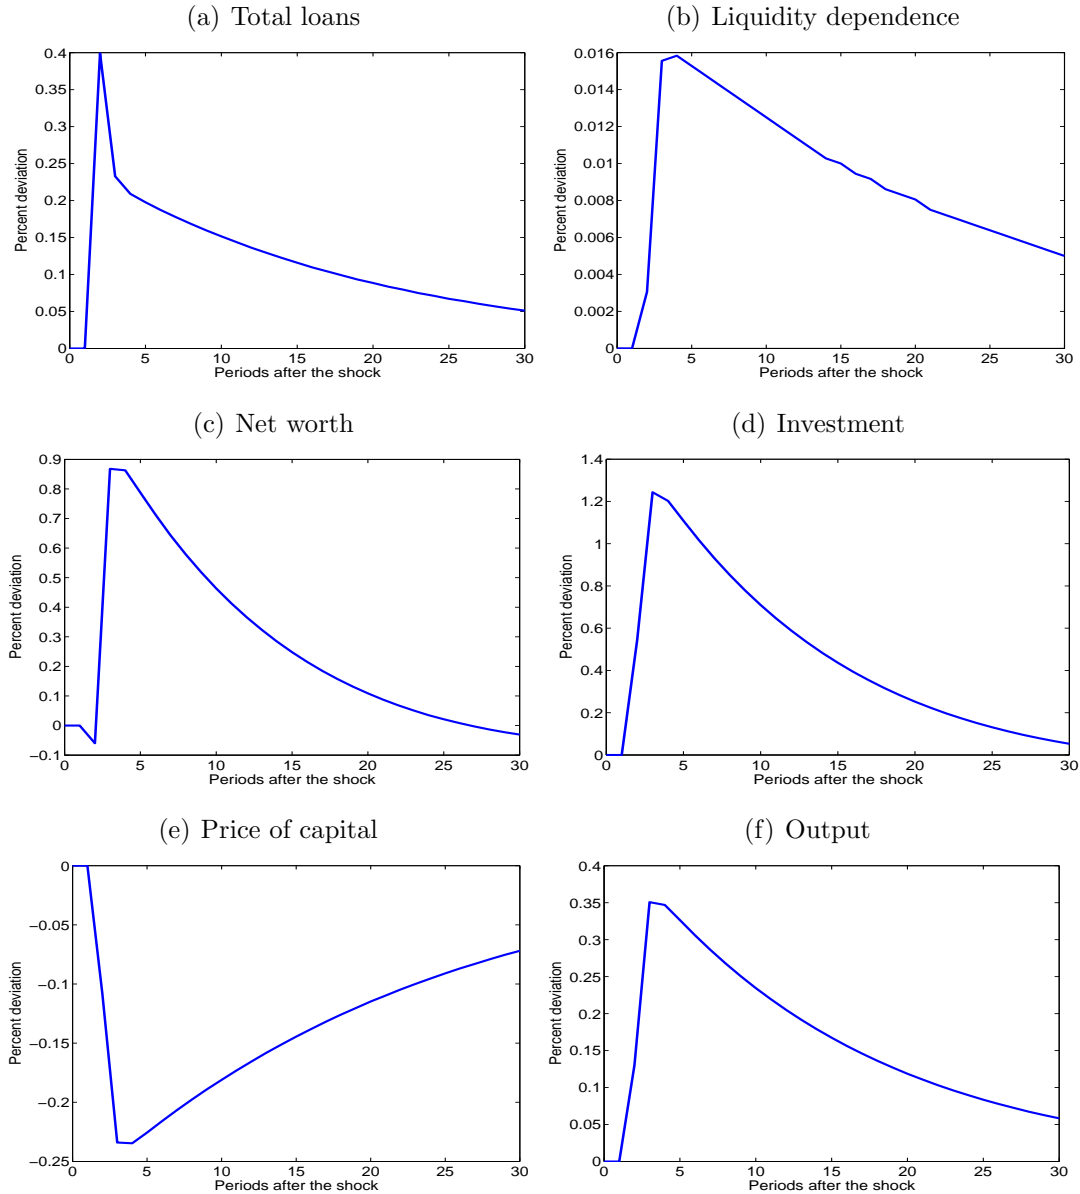 (a) Total loans
(b) Liquidity dependence
0.4
0.35
0.3
0.25
0.2
0.15
0.1
0.05
0
Percent deviation
0 5 10 15 20 25 30
Periods after the shock
0.016
0.014
0.012
0.01
0.008
0.006
0.004
0.002
0
Percent deviation
0 5 10 15 20 25 30
Periods after the shock
(c) Net worth
(d) Investment
0.9
0.8
0.7
0.6
0.5
0.4
0.3
0.2
0.1
0
−0.1
Percent deviation
0 5 10 15 20 25 30
Periods after the shock
1.4
1.2
1
0.8
0.6
0.4
0.2
0
Percent deviation
0 5 10 15 20 25 30
Periods after the shock
(e) Price of capital
(f) Output
0
−0.05
−0.1
−0.15
−0.2
−0.25
Percent deviation
0 5 10 15 20 25 30
Periods after the shock
0.4
0.35
0.3
0.25
0.2
0.15
0.1
0.05
0
Percent deviation
0 5 10 15 20 25 30
Periods after the shock